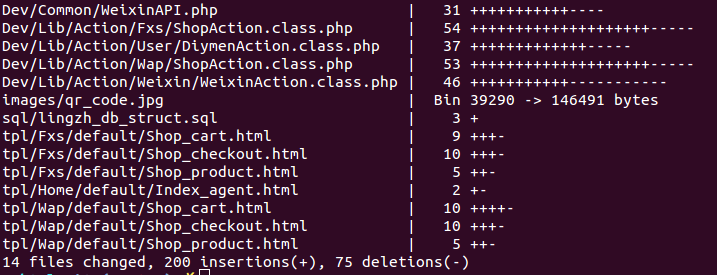 Dev/Common/WeixinAPI.php | 31 +++++++++++----
Dev/Lib/Action/Fxs/ShopAction.class.php | 54 ++++++++++++++++++++-----
Dev/Lib/Action/User/DiymenAction.class.php | 37 +++++++++++++-----
Dev/Lib/Action/Wap/ShopAction.class.php | 53 ++++++++++++++++++++-----
Dev/Lib/Action/Weixin/WeixinAction.class.php | 46 +++++++++++-----------
images/qr_code.jpg | Bin 39290 -> 146491 bytes
sql/lingzh_db_struct.sql | 3 +
tpl/Fxs/default/Shop_cart.html | 9 +++-
tpl/Fxs/default/Shop_checkout.html | 10 +++-
tpl/Fxs/default/Shop_product.html | 5 ++-
tpl/Home/default/Index_agent.html | 2 +-
tpl/Wap/default/Shop_cart.html | 10 ++++-
tpl/Wap/default/Shop_checkout.html | 10 +++-
tpl/Wap/default/Shop_product.html | 5 ++-
14 files changed, 200 insertions(+), 75 deletions(-)